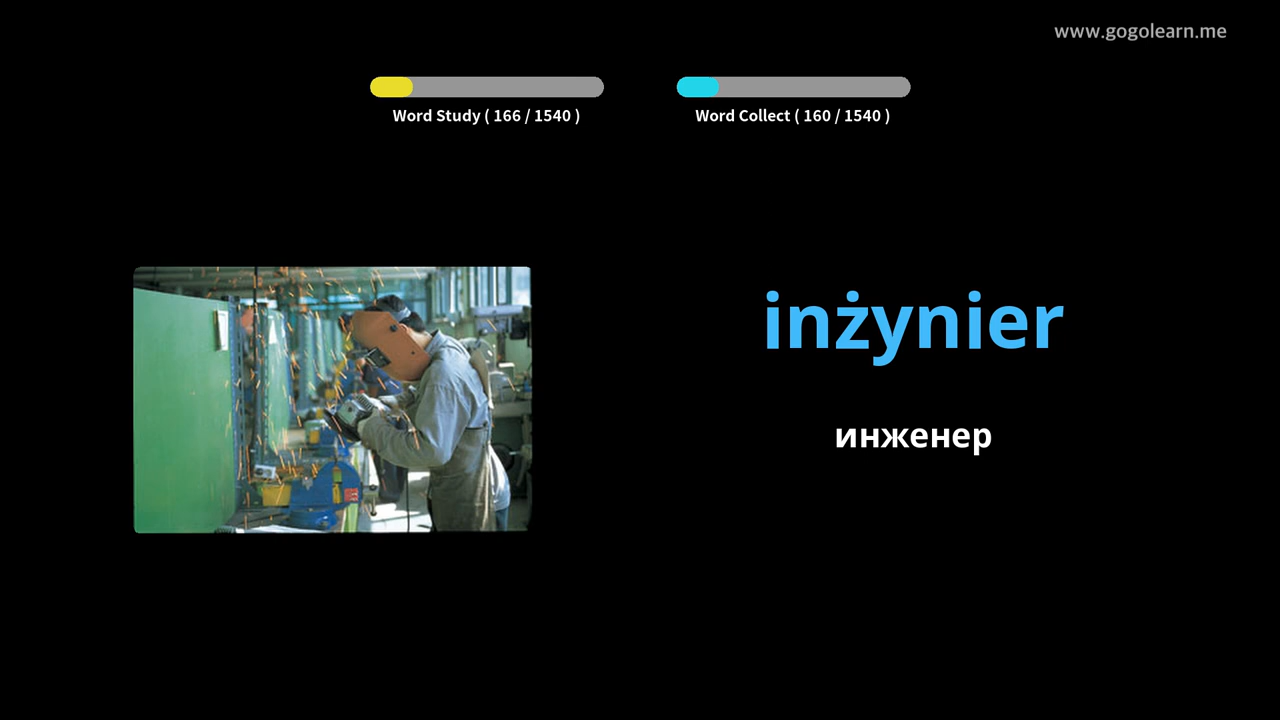 www.gogolearn.me
Word Study ( 166 / 1540 )
Word Collect ( 160 / 1540 )
inżynier
инженер